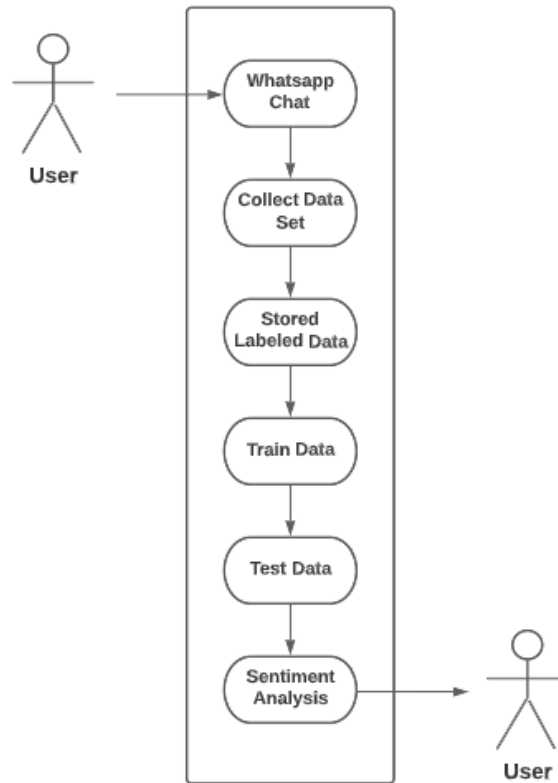 User
Whatsapp
Chat
Collect Data
Set
Stored
Labeled Data
Train Data
Test Data
Sentiment
Analysis
User